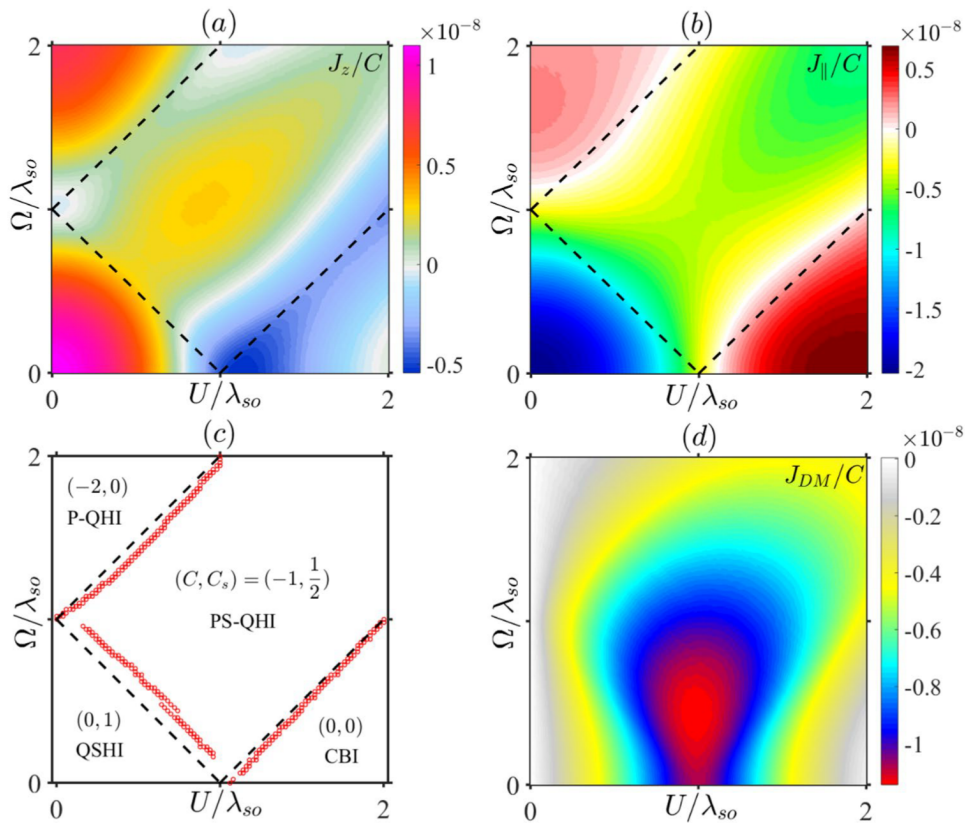 (a)
×10⁻⁸
J_z/C
2
Ω/λ_so
0
U/λ_so
2
1
0.5
0
-0.5
(b)
×10⁻⁸
J_∥/C
2
Ω/λ_so
0
U/λ_so
2
0.5
0
-0.5
-1
-1.5
-2
(c)
2
Ω/λ_so
0
0
U/λ_so
2
(−2, 0)
P-QHI
(C, C_s) = (−1, 1/2)
PS-QHI
(0, 1)
QSHI
(0, 0)
CBI
(d)
×10⁻⁸
J_DM/C
2
Ω/λ_so
0
U/λ_so
2
0
-0.2
-0.4
-0.6
-0.8
-1